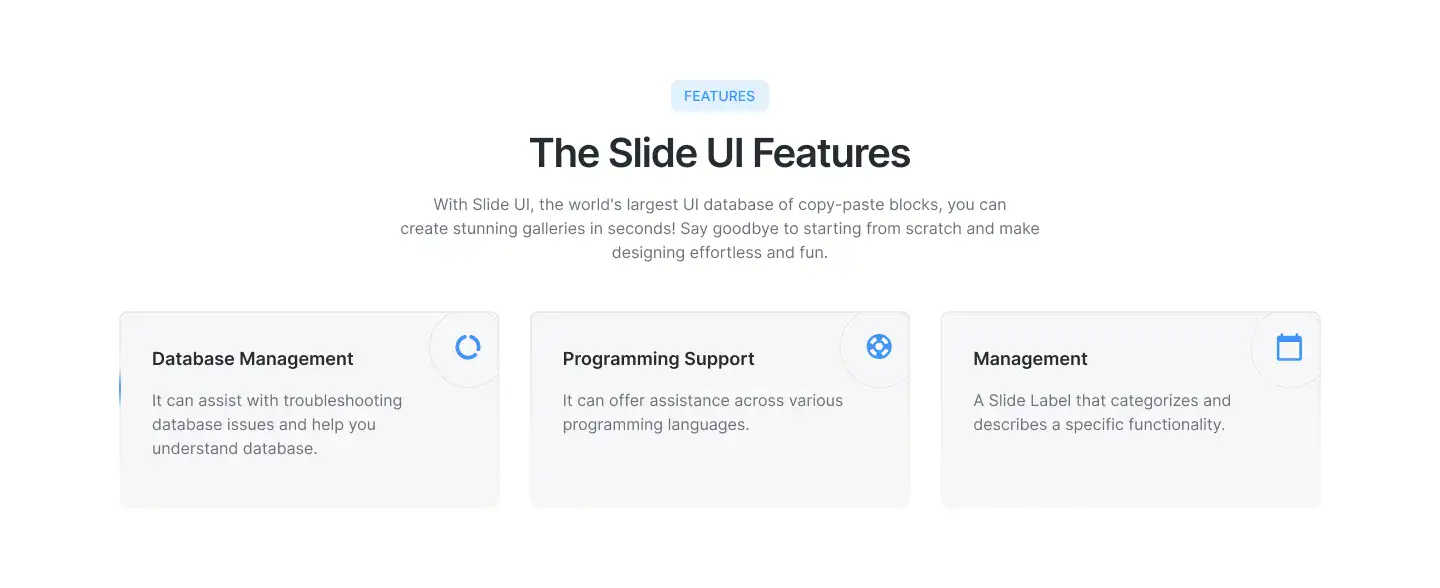 FEATURES
The Slide UI Features
With Slide UI, the world's largest UI database of copy-paste blocks, you can
create stunning galleries in seconds! Say goodbye to starting from scratch and make
designing effortless and fun.
Database Management
It can assist with troubleshooting
database issues and help you
understand database.
Programming Support
It can offer assistance across various
programming languages.
Management
A Slide Label that categorizes and
describes a specific functionality.